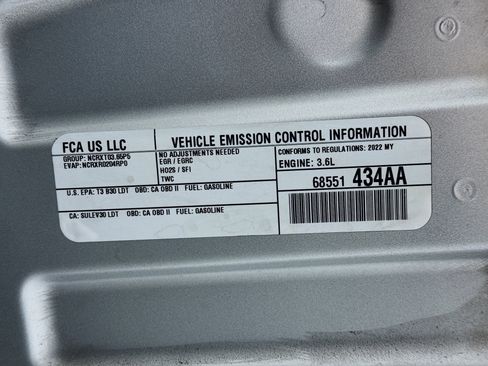 FCA US LLC
GROUP: NCRXT03.65P5
EVAP: NCRXR0204RP0
VEHICLE EMISSION CONTROL INFORMATION
NO ADJUSTMENTS NEEDED
EGR / EGRC
HO2S / SFI
TWC
CONFORMS TO REGULATIONS: 2022 MY
ENGINE: 3.6L
68551 434AA
U.S. EPA: T3 B30 LDT OBD: CA OBD II FUEL: GASOLINE
CA: SULEV30 LDT OBD: CA OBD II FUEL: GASOLINE